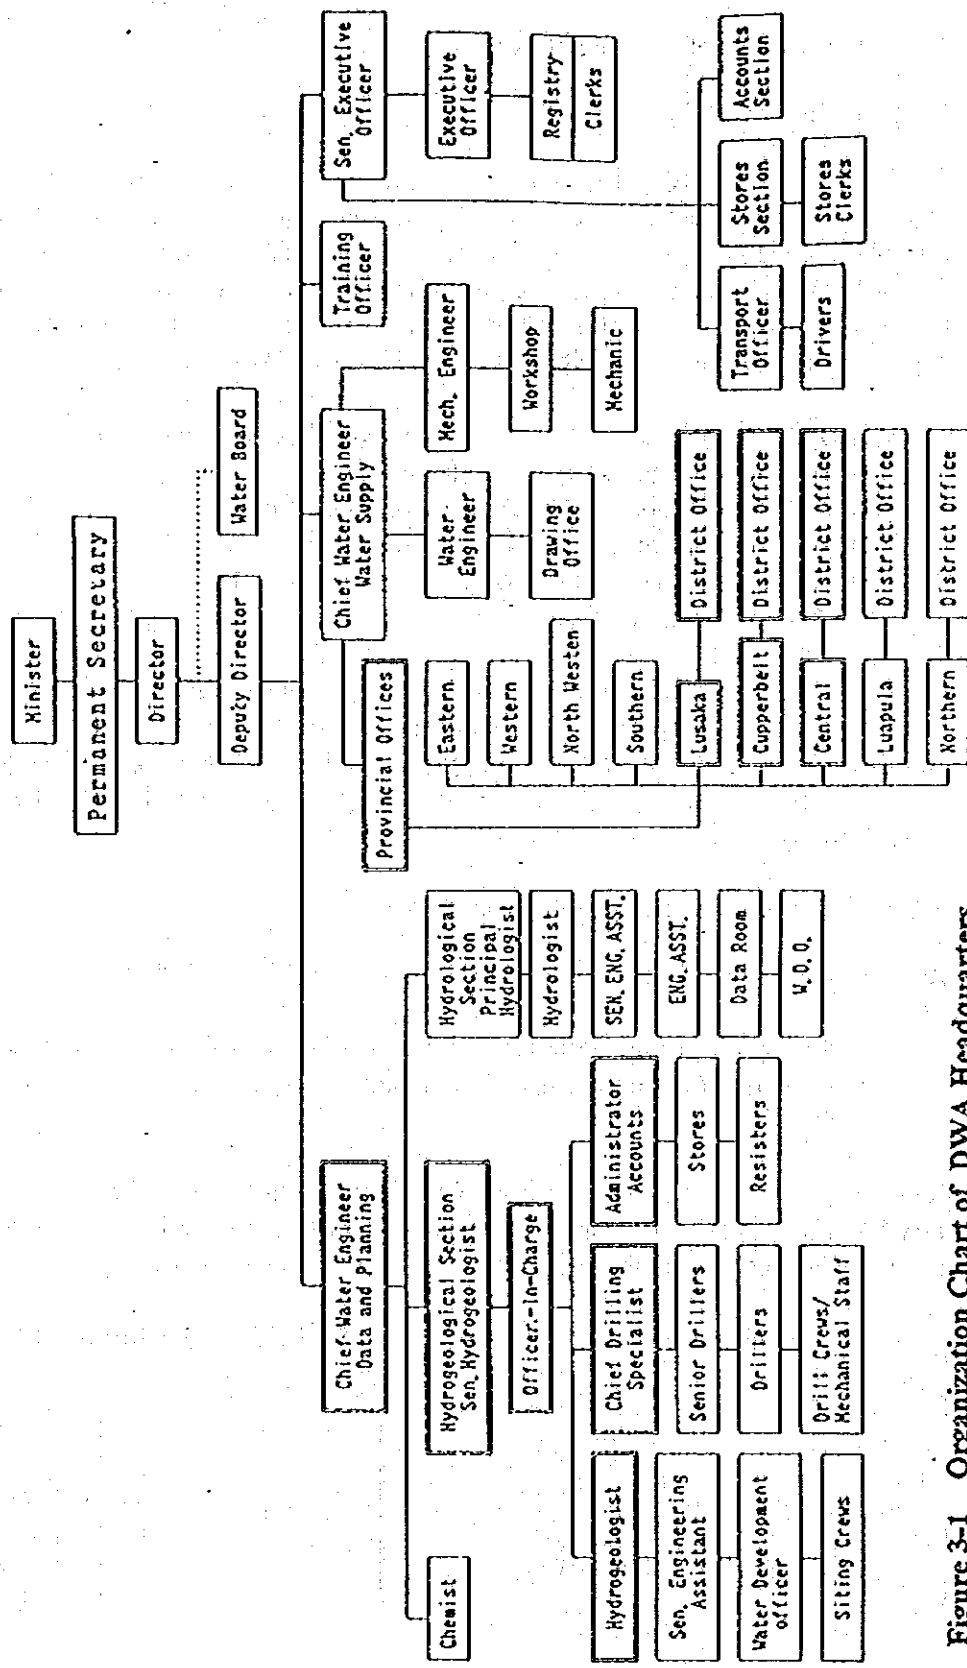 Minister
Permanent Secretary
Director
Deputy Director
Water Board
Chief Water Engineer
Data and Planning
Chief Water Engineer
Water Supply
Training
Officer
Sen. Executive
Officer
Chemist
Hydrogeological Section
Sen. Hydrogeologist
Hydrological
Section
Principal
Hydrologist
Officer-In-Charge
Hydrologist
SEN. ENG. ASST.
ENG. ASST.
Data Room
W.D.O.
Hydrogeologist
Sen. Engineering
Assistant
Water Development
officer
Siting Crews
Chief Drilling
Specialist
Senior Drillers
Drillers
Drill Crews/
Mechanical Staff
Administrator
Accounts
Stores
Resisters
Provincial Offices
Eastern
Western
North Westen
Southern
Lusaka
District Office
Cupperbelt
District Office
Central
District Office
Luapula
District Office
Northern
District Office
Water
Engineer
Drawing
Office
Mech. Engineer
Workshop
Mechanic
Executive
Officer
Registry
Clerks
Transport
Officer
Drivers
Stores
Section
Stores
Clerks
Accounts
Section
Figure 3-1 Organization Chart of DWA Headquarters